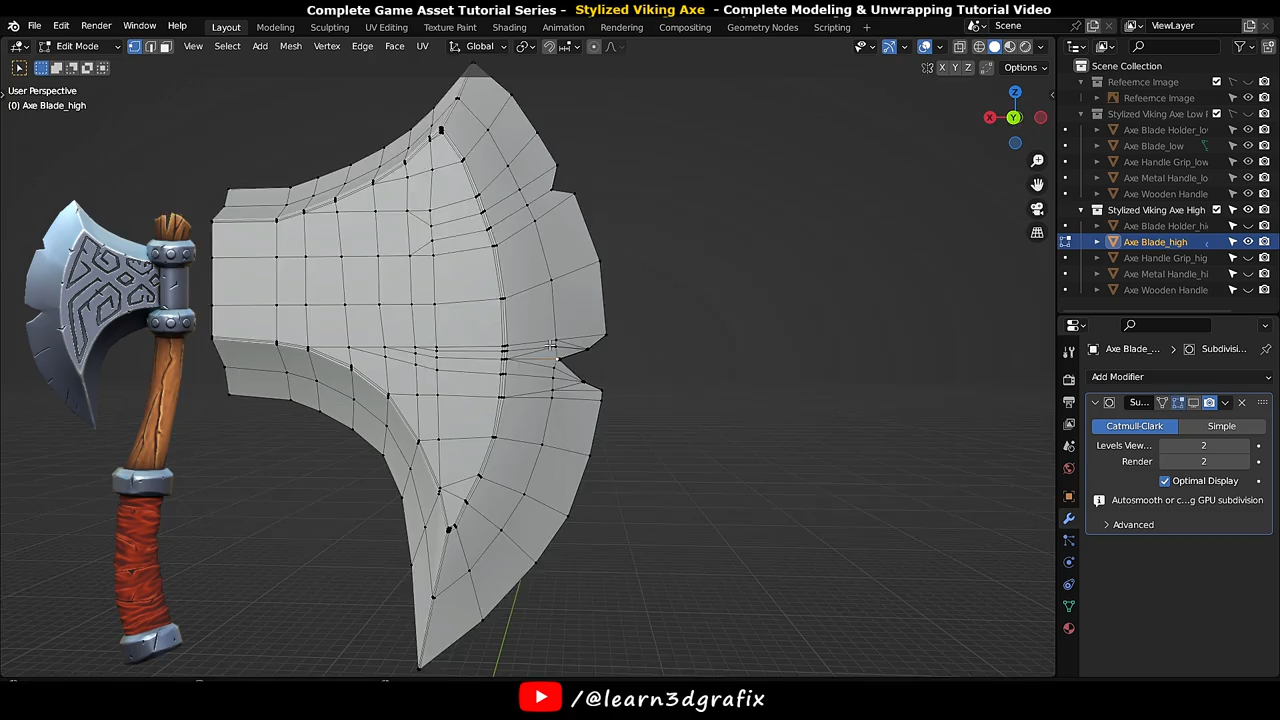 Complete Game Asset Tutorial Series - Stylized Viking Axe - Complete Modeling & Unwrapping Tutorial Video
File Edit Render Window Help Layout Modeling Sculpting UV Editing Texture Paint Shading Animation Rendering Compositing Geometry Nodes Scripting Scene ViewLayer
Edit Mode View Select Add Mesh Vertex Edge Face UV Global
X Y Z Options
User Perspective
(0) Axe Blade_high
Z
X
Y
Scene Collection
Refeemce Image
Refeemce Image
Stylized Viking Axe Low
Axe Blade Holder_lo
Axe Blade_low
Axe Handle Grip_low
Axe Metal Handle_lo
Axe Wooden Handle
Stylized Viking Axe High
Axe Blade Holder_hi
Axe Blade_high
Axe Handle Grip_hig
Axe Metal Handle_hi
Axe Wooden Handle
Axe Blade_... Subdivisi...
Add Modifier
Su...
Catmull-Clark Simple
Levels View... 2
Render 2
Optimal Display
Autosmooth or c...g GPU subdivision
Advanced
/@learn3dgrafix